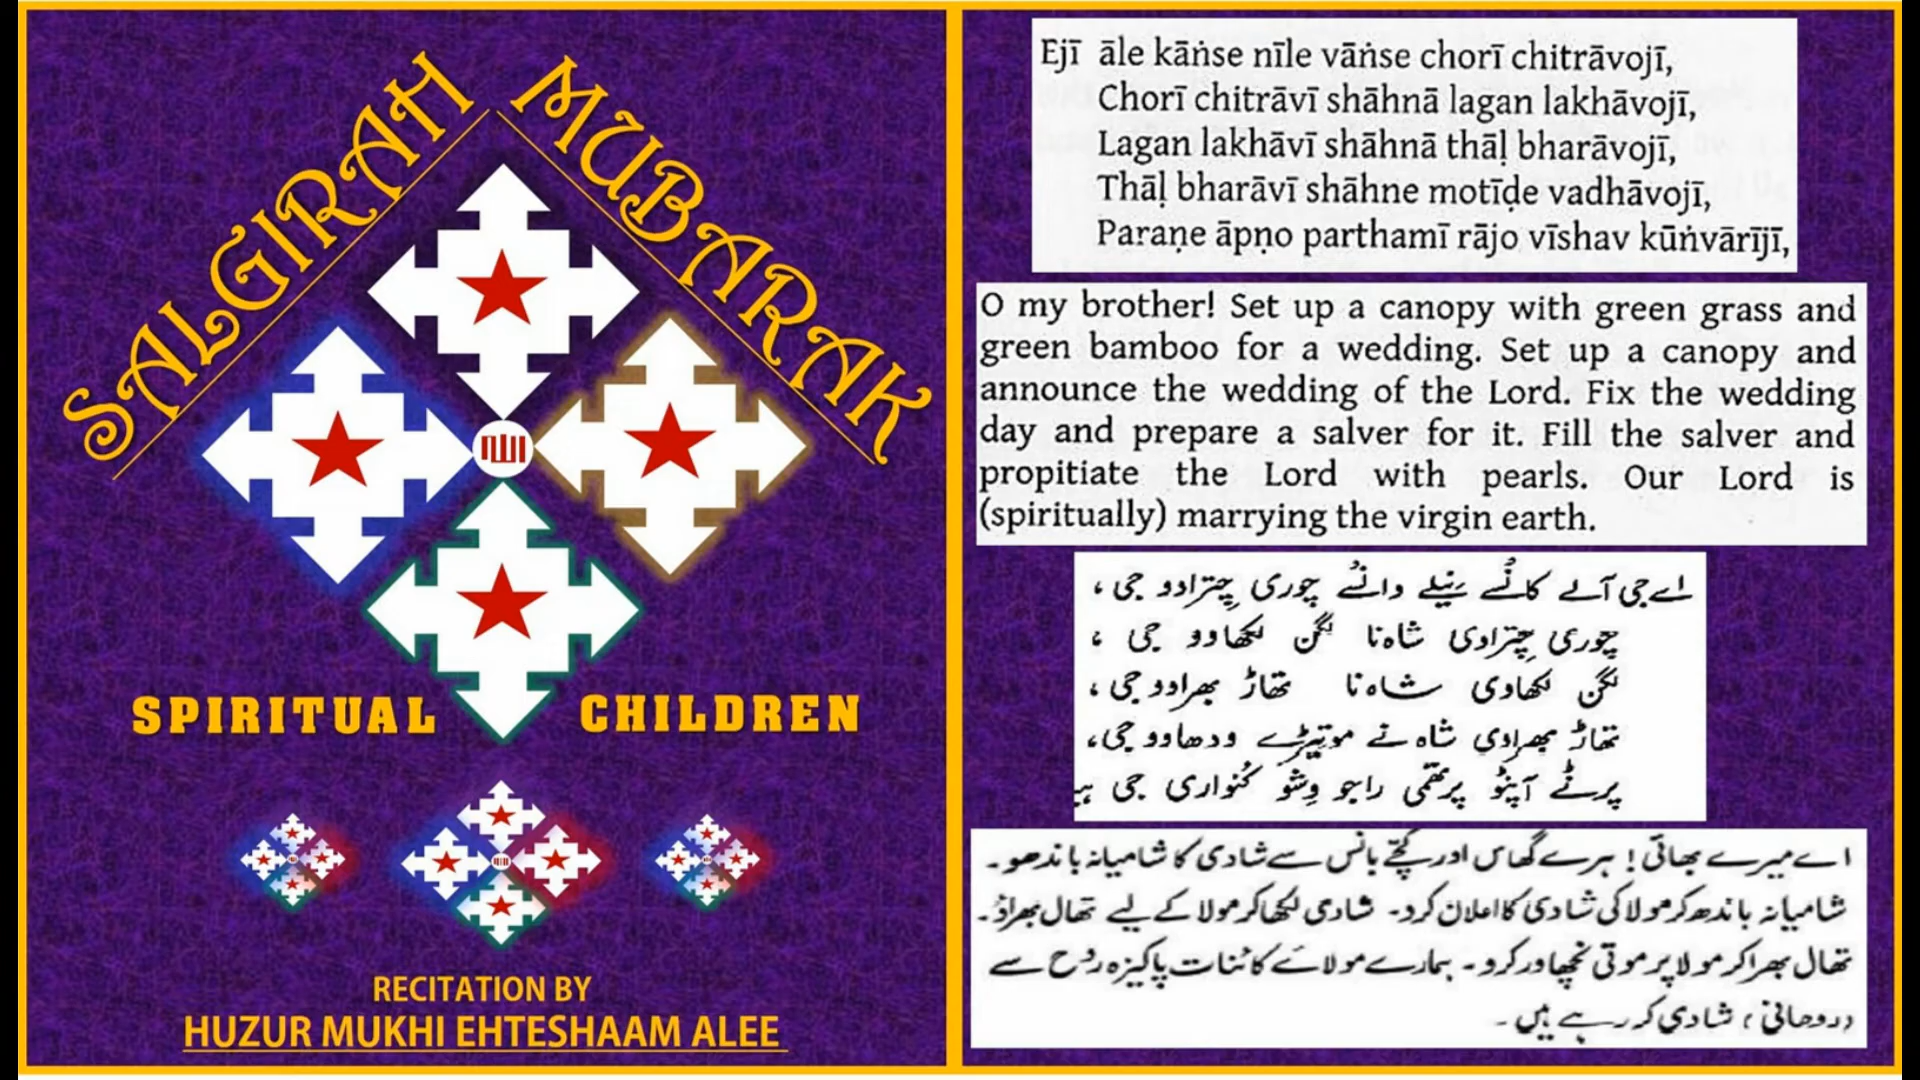 SALGIRAH MUBARAK
SPIRITUAL CHILDREN
RECITATION BY
HUZUR MUKHI EHTESHAAM ALEE
Ejī āle kāṅse nīle vāṅse chorī chitrāvojī,
Chorī chitrāvī shāhnā lagan lakhāvojī,
Lagan lakhāvī shāhnā thāḷ bharāvojī,
Thāḷ bharāvī shāhne motīḍe vadhāvojī,
Paraṇe āpṇo parthamī rājo vīshav kūṅvārījī,
O my brother! Set up a canopy with green grass and
green bamboo for a wedding. Set up a canopy and
announce the wedding of the Lord. Fix the wedding
day and prepare a salver for it. Fill the salver and
propitiate the Lord with pearls. Our Lord is
(spiritually) marrying the virgin earth.
اے جی آلے کانسے نیلے وانسے چوری چتراوو جی ،
چوری چتراوی شاہ نا لگن لکھاوو جی ،
لگن لکھاوی شاہ نا تھاڑ بھراوو جی ،
تھاڑ بھراوی شاہ نے موتیڑے ودھاوو جی ،
پرنے آپنو پرتھمی راجو وِشو کنواری جی
اے میرے بھائی! ہرے گھاس اور کچے بانس سے شادی کا شامیانہ باندھو۔
شامیانہ باندھ کر مولا کی شادی کا اعلان کرو۔ شادی لکھا کر مولا کے لیے تھال بھراؤ۔
تھال بھرا کر مولا پر موتی نچھاور کرو۔ ہمارے مولائے کائنات پاکیزہ روح سے
(روحانی) شادی کر رہے ہیں۔